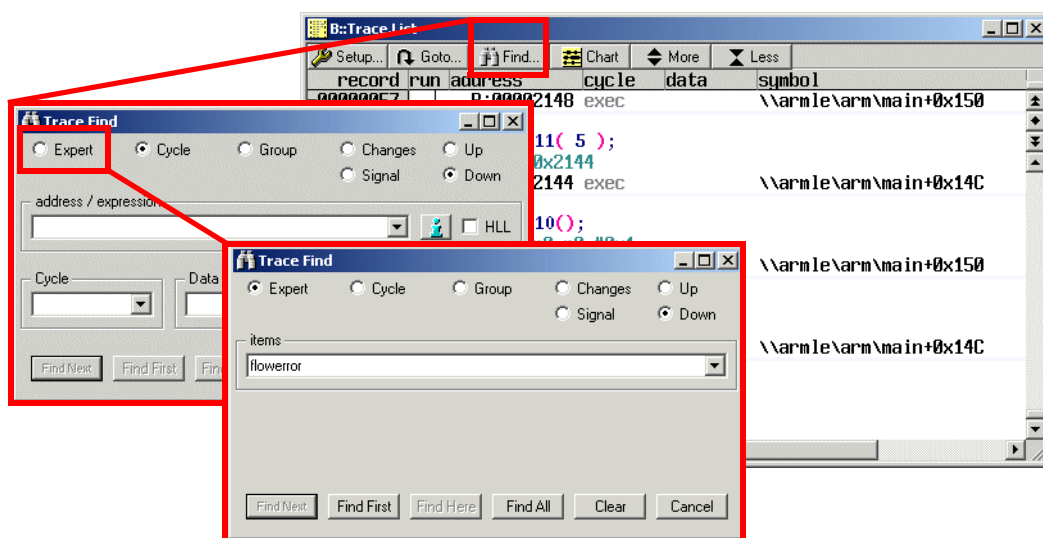 B::Trace.List
Setup... Goto... Find... Chart More Less
record run address cycle data symbol
R:00002148 exec \\armle\arm\main+0x150
11( 5 );
0x2144
2144 exec \\armle\arm\main+0x14C
10();
\\armle\arm\main+0x150
\\armle\arm\main+0x14C
Trace Find
Expert Cycle Group Changes Up
Signal Down
address / expression
HLL
Cycle Data
Find Next Find First Fin
Trace Find
Expert Cycle Group Changes Up
Signal Down
items
flowerror
Find Next Find First Find Here Find All Clear Cancel